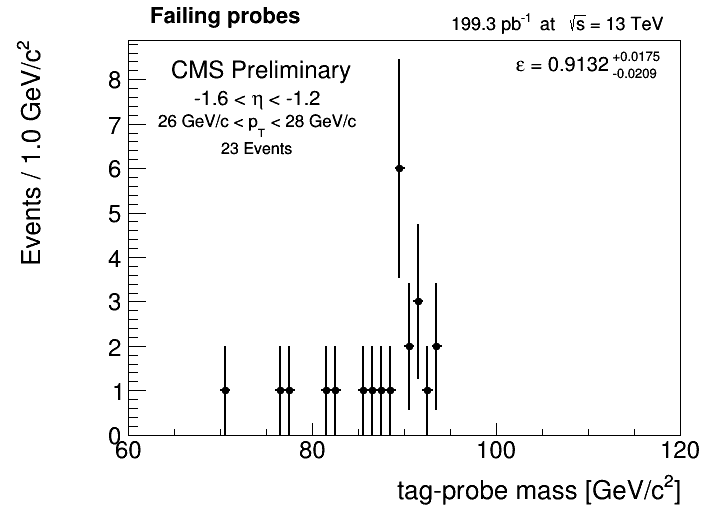 Failing probes
199.3 pb⁻¹ at √s = 13 TeV
CMS Preliminary
-1.6 < η < -1.2
26 GeV/c < p_T < 28 GeV/c
23 Events
ε = 0.9132 +0.0175 -0.0209
Events / 1.0 GeV/c²
8
7
6
5
4
3
2
1
0
60 80 100 120
tag-probe mass [GeV/c²]